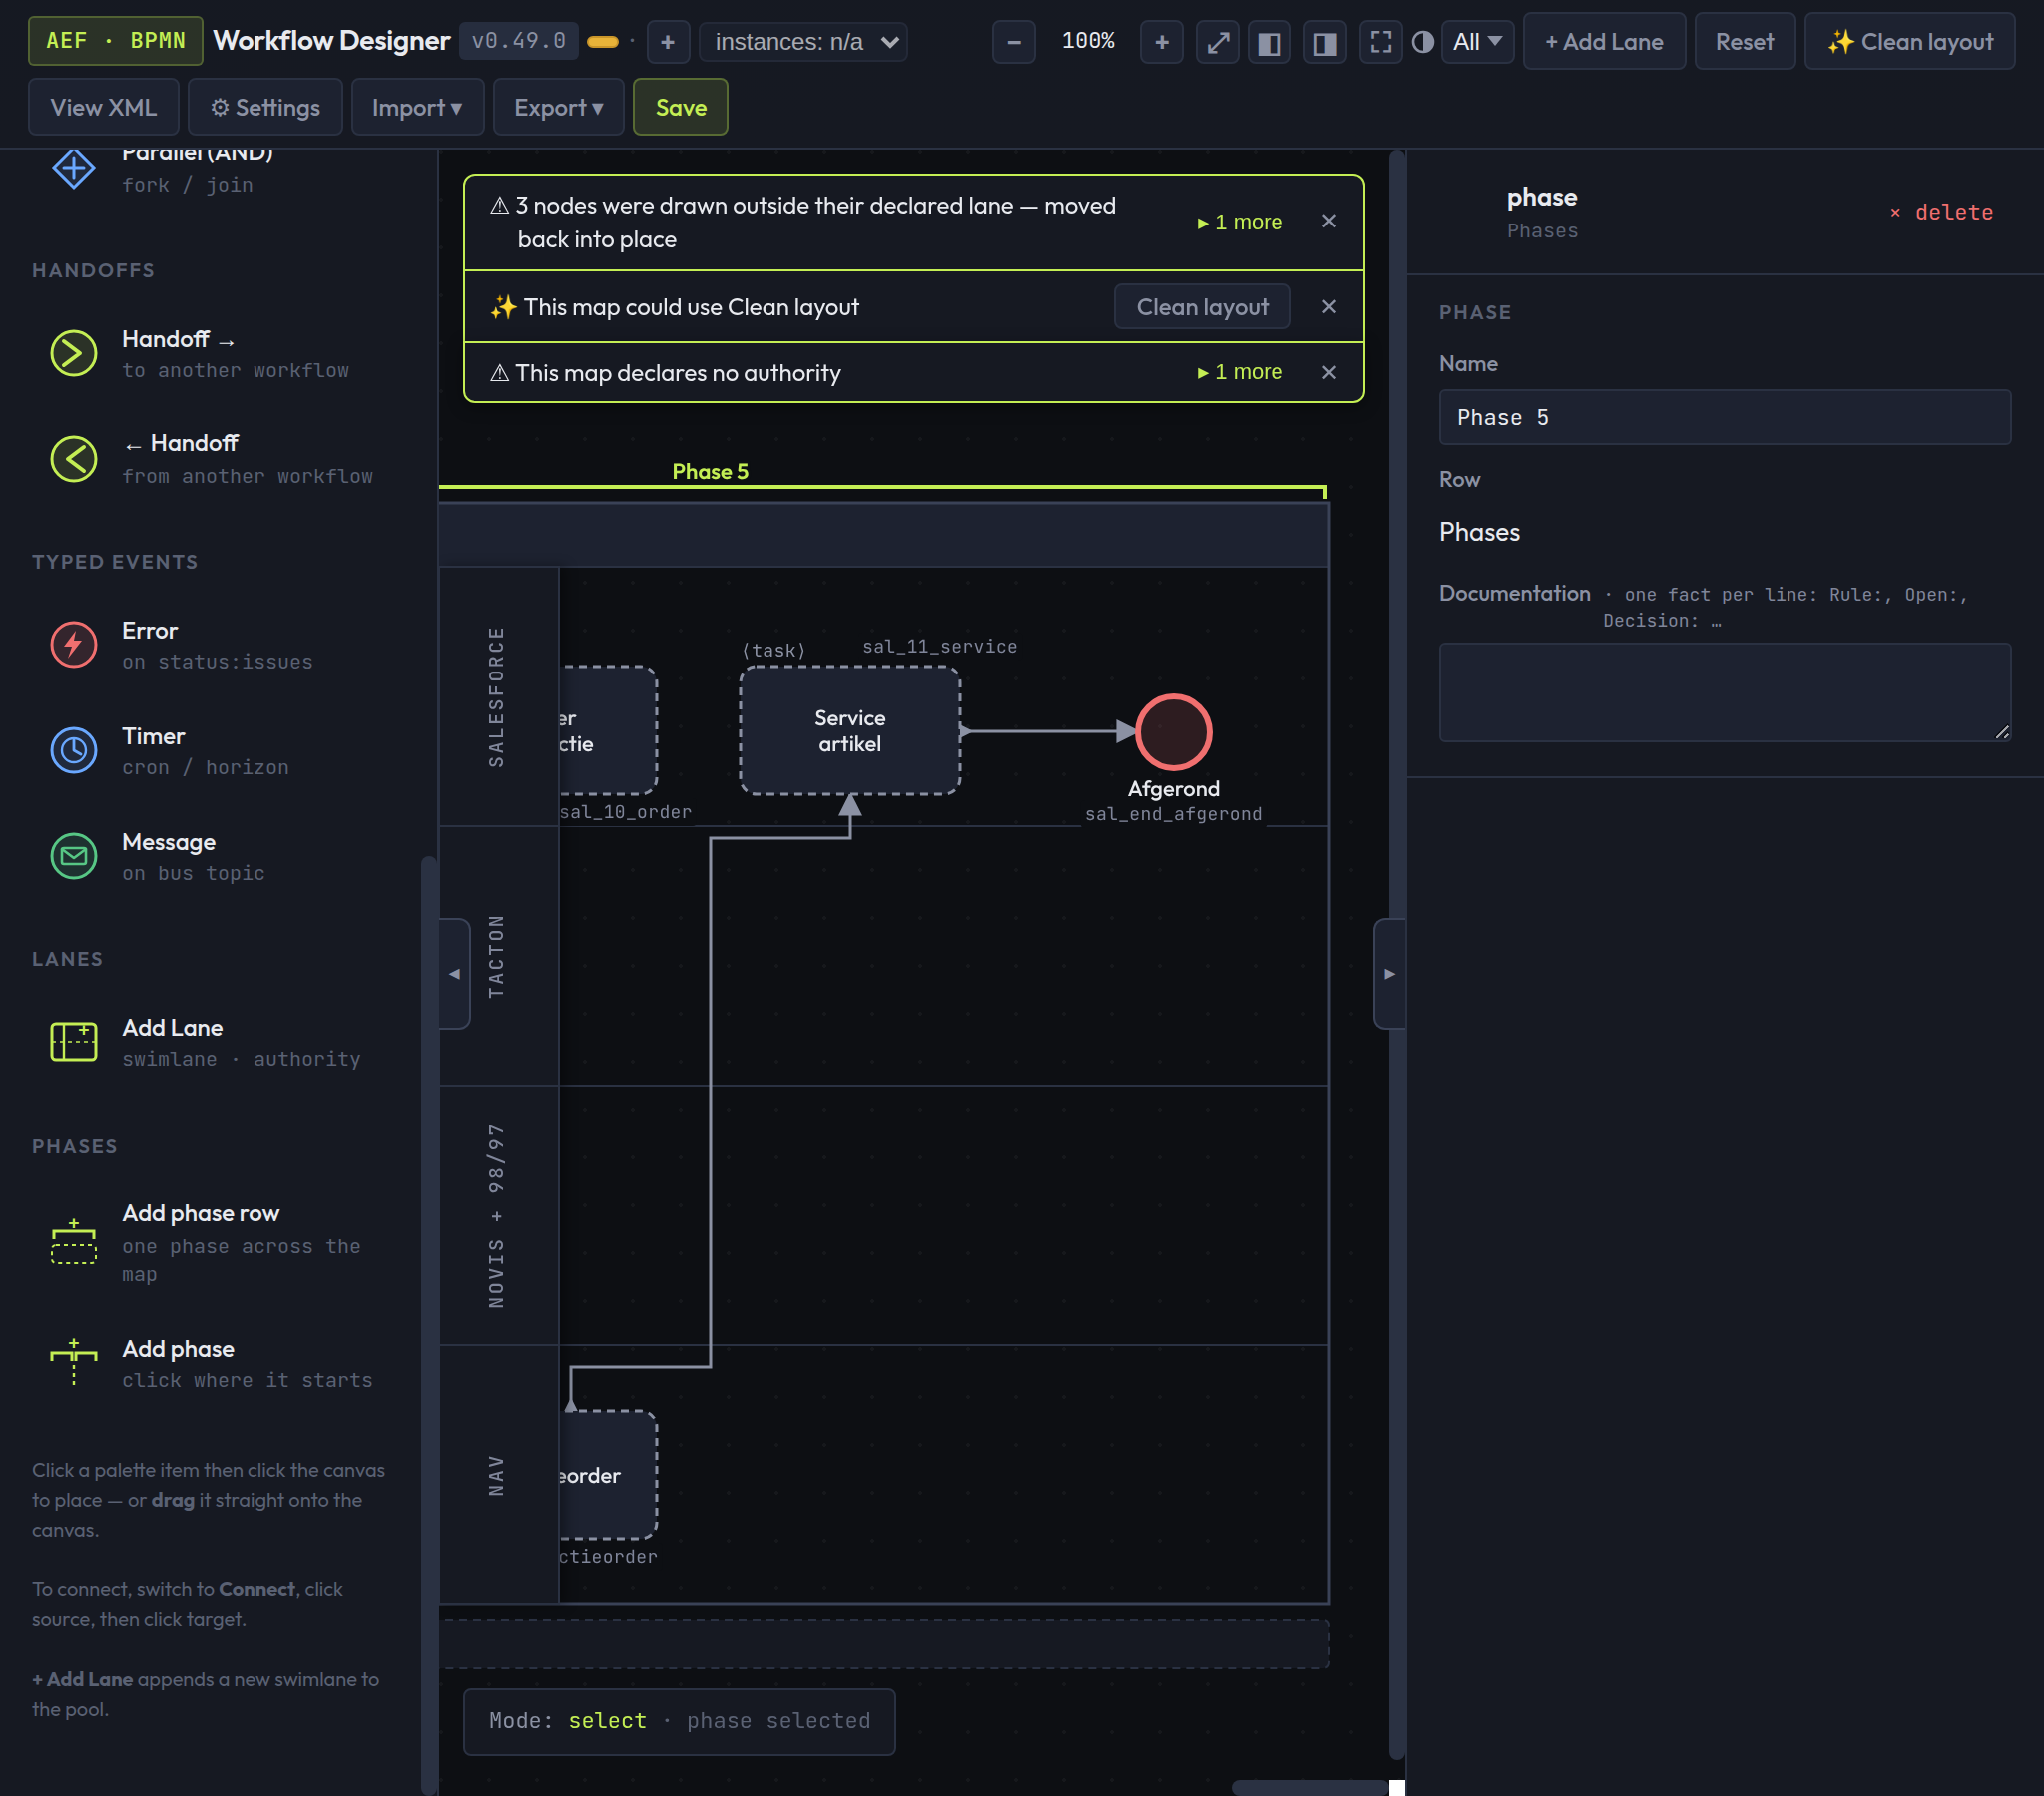 AEF · BPMN Workflow Designer v0.49.0 · + instances: n/a − 100% + All + Add Lane Reset ✨ Clean layout
View XML ⚙ Settings Import ▾ Export ▾ Save
Parallel (AND)
fork / join
HANDOFFS
Handoff →
to another workflow
← Handoff
from another workflow
TYPED EVENTS
Error
on status:issues
Timer
cron / horizon
Message
on bus topic
LANES
Add Lane
swimlane · authority
PHASES
Add phase row
one phase across the
map
Add phase
click where it starts
Click a palette item then click the canvas
to place — or drag it straight onto the
canvas.
To connect, switch to Connect, click
source, then click target.
+ Add Lane appends a new swimlane to
the pool.
⚠ 3 nodes were drawn outside their declared lane — moved
back into place
▸ 1 more ✕
✨ This map could use Clean layout Clean layout ✕
⚠ This map declares no authority ▸ 1 more ✕
Phase 5
SALESFORCE
er
ctie
sal_10_order
(task) sal_11_service
Service
artikel
Afgerond
sal_end_afgerond
TACTON
NOVIS + 98/97
NAV
eorder
ctieorder
Mode: select · phase selected
phase
Phases
× delete
PHASE
Name
Phase 5
Row
Phases
Documentation · one fact per line: Rule:, Open:,
Decision: …